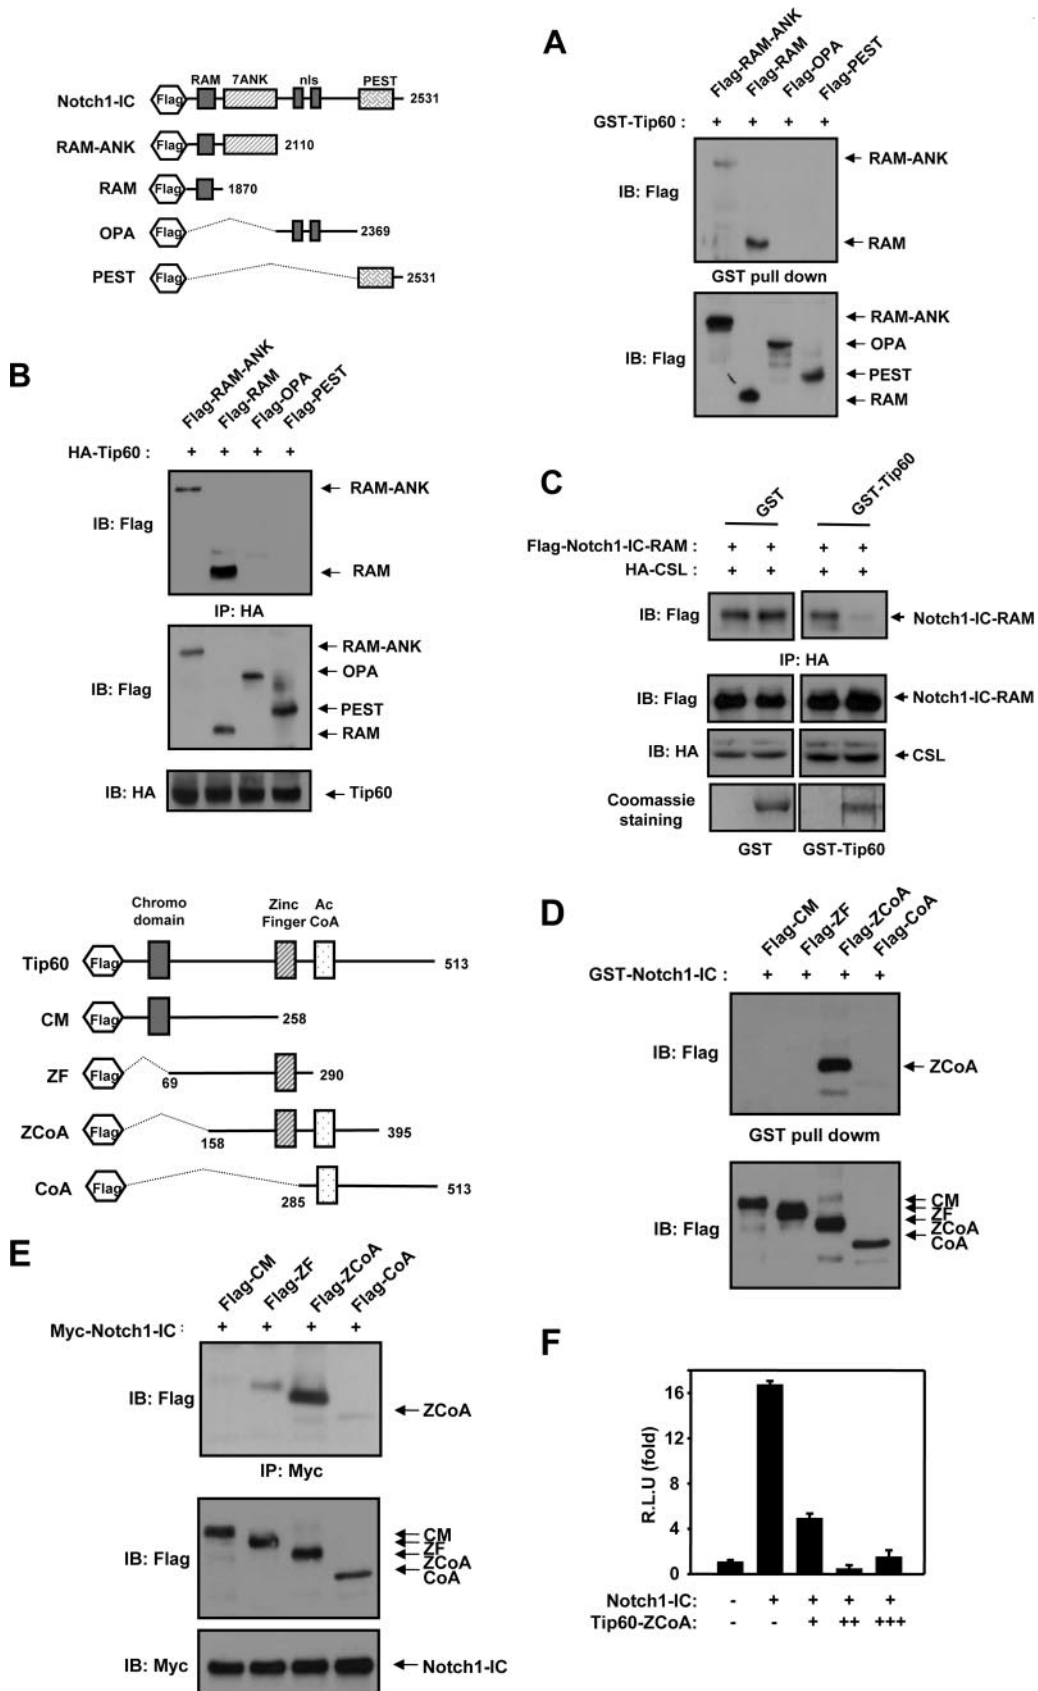 RAM 7ANK nls PEST
Notch1-IC Flag 2531
RAM-ANK Flag 2110
RAM Flag 1870
OPA Flag 2369
PEST Flag 2531
A
Flag-RAM-ANK
Flag-RAM
Flag-OPA
Flag-PEST
GST-Tip60 : + + + +
IB: Flag
RAM-ANK
RAM
GST pull down
IB: Flag
RAM-ANK
OPA
PEST
RAM
B
Flag-RAM-ANK
Flag-RAM
Flag-OPA
Flag-PEST
HA-Tip60 : + + + +
IB: Flag
RAM-ANK
RAM
IP: HA
IB: Flag
RAM-ANK
OPA
PEST
RAM
IB: HA
Tip60
C
GST
GST-Tip60
Flag-Notch1-IC-RAM : + + + +
HA-CSL : + + + +
IB: Flag
Notch1-IC-RAM
IP: HA
IB: Flag
Notch1-IC-RAM
IB: HA
CSL
Coomassie
staining
GST GST-Tip60
Chromo
domain
Zinc
Finger
Ac
CoA
Tip60 Flag 513
CM Flag 258
ZF Flag 69 290
ZCoA Flag 158 395
CoA Flag 285 513
D
Flag-CM
Flag-ZF
Flag-ZCoA
Flag-CoA
GST-Notch1-IC : + + + +
IB: Flag
ZCoA
GST pull dowm
IB: Flag
CM
ZF
ZCoA
CoA
E
Flag-CM
Flag-ZF
Flag-ZCoA
Flag-CoA
Myc-Notch1-IC : + + + +
IB: Flag
ZCoA
IP: Myc
IB: Flag
CM
ZF
ZCoA
CoA
IB: Myc
Notch1-IC
F
R.L.U (fold)
16
12
8
4
0
Notch1-IC: - + + + +
Tip60-ZCoA: - - + ++ +++